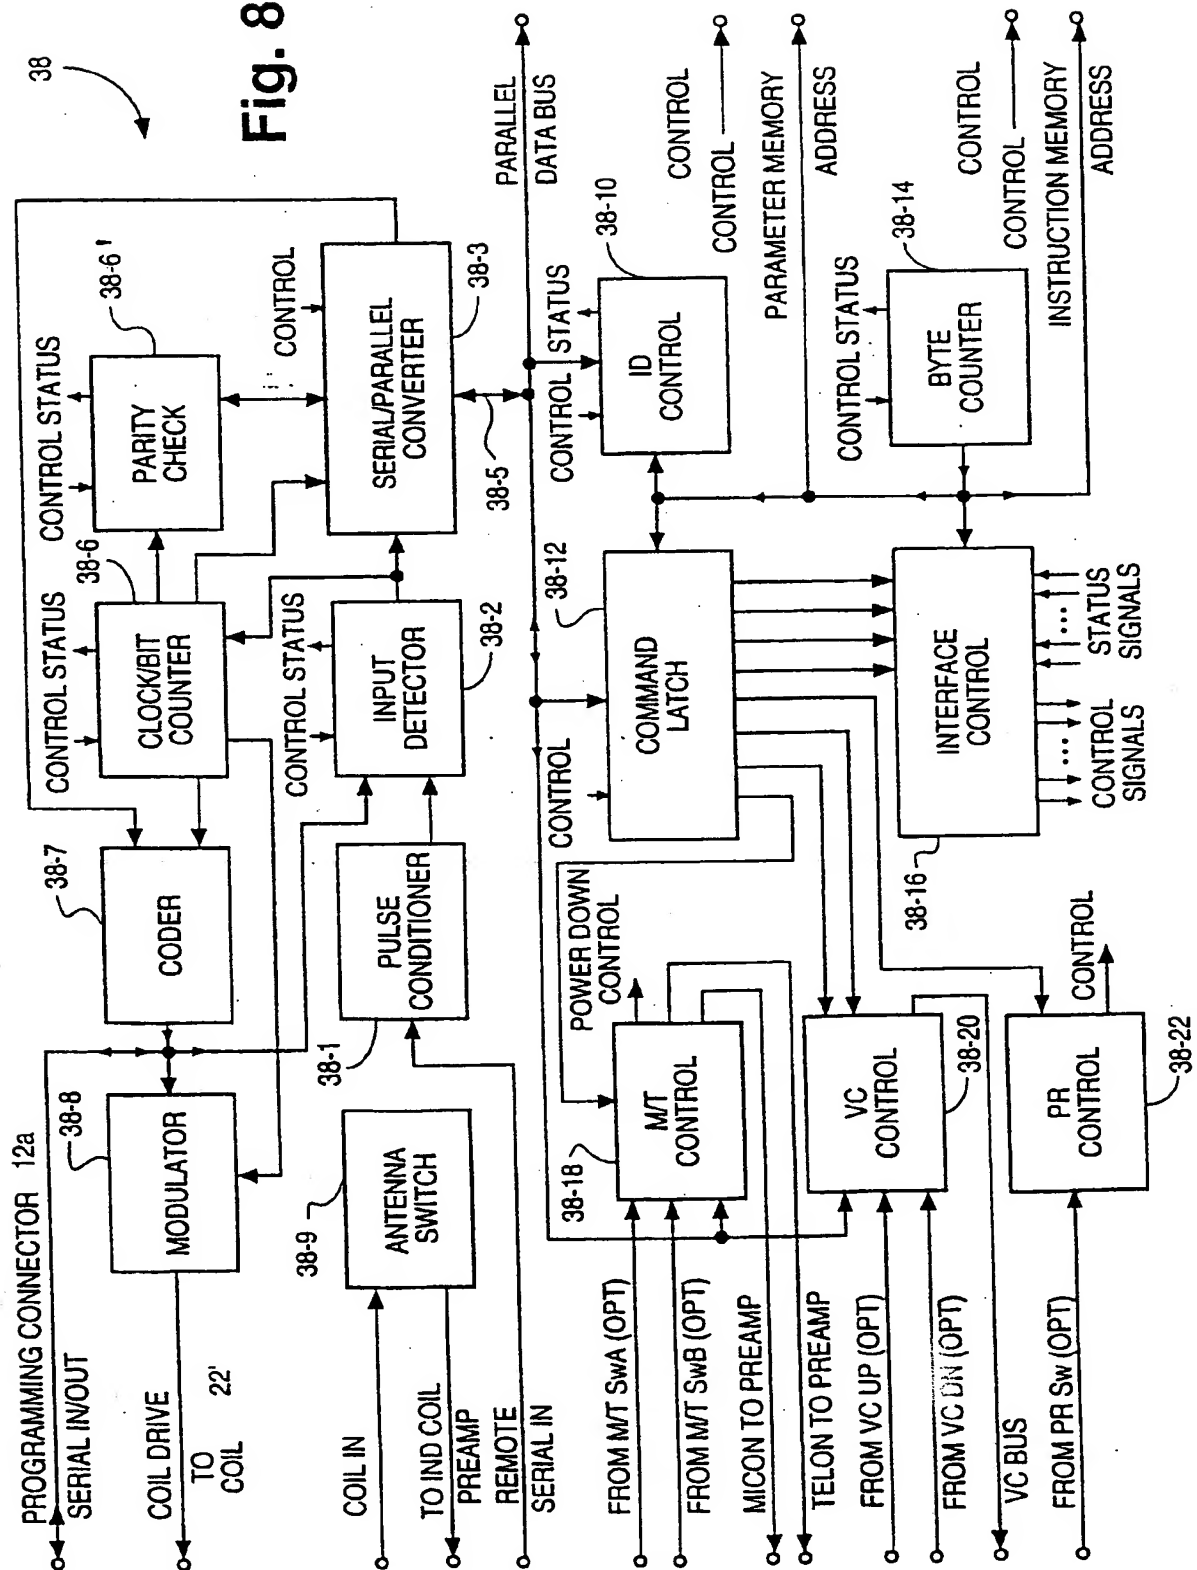 Fig. 8
38
PROGRAMMING CONNECTOR 12a
SERIAL IN/OUT
COIL DRIVE
TO
COIL
22'
38-8
MODULATOR
38-7
CODER
CONTROL STATUS
38-6
CLOCK/BIT
COUNTER
CONTROL STATUS
38-6'
PARITY
CHECK
COIL IN
TO IND COIL
PREAMP
REMOTE
SERIAL IN
38-9
ANTENNA
SWITCH
38-1
PULSE
CONDITIONER
CONTROL STATUS
38-2
INPUT
DETECTOR
CONTROL
38-3
SERIAL/PARALLEL
CONVERTER
38-5
PARALLEL
DATA BUS
FROM M/T SwA (OPT)
FROM M/T SwB (OPT)
MICON TO PREAMP
TELON TO PREAMP
FROM VC UP (OPT)
FROM VC DN (OPT)
VC BUS
FROM PR Sw (OPT)
38-18
M/T
CONTROL
POWER DOWN
CONTROL
VC
CONTROL
38-20
PR
CONTROL
38-22
CONTROL
CONTROL
38-12
COMMAND
LATCH
CONTROL STATUS
38-10
ID
CONTROL
CONTROL
CONTROL
PARAMETER MEMORY
ADDRESS
38-16
INTERFACE
CONTROL
CONTROL
SIGNALS
STATUS
SIGNALS
CONTROL STATUS
38-14
BYTE
COUNTER
CONTROL
CONTROL
INSTRUCTION MEMORY
ADDRESS